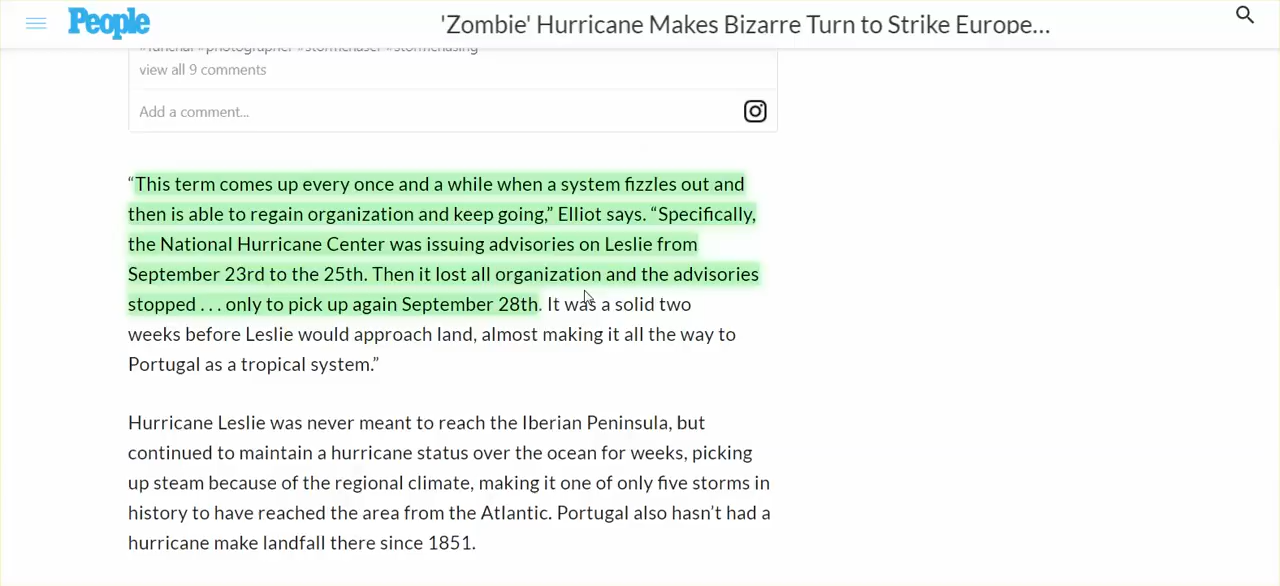 People
'Zombie' Hurricane Makes Bizarre Turn to Strike Europe...
#funchal #photographer #stormchaser #stormchasing
view all 9 comments
Add a comment...
“This term comes up every once and a while when a system fizzles out and
then is able to regain organization and keep going,” Elliot says. “Specifically,
the National Hurricane Center was issuing advisories on Leslie from
September 23rd to the 25th. Then it lost all organization and the advisories
stopped . . . only to pick up again September 28th. It was a solid two
weeks before Leslie would approach land, almost making it all the way to
Portugal as a tropical system.”
Hurricane Leslie was never meant to reach the Iberian Peninsula, but
continued to maintain a hurricane status over the ocean for weeks, picking
up steam because of the regional climate, making it one of only five storms in
history to have reached the area from the Atlantic. Portugal also hasn’t had a
hurricane make landfall there since 1851.